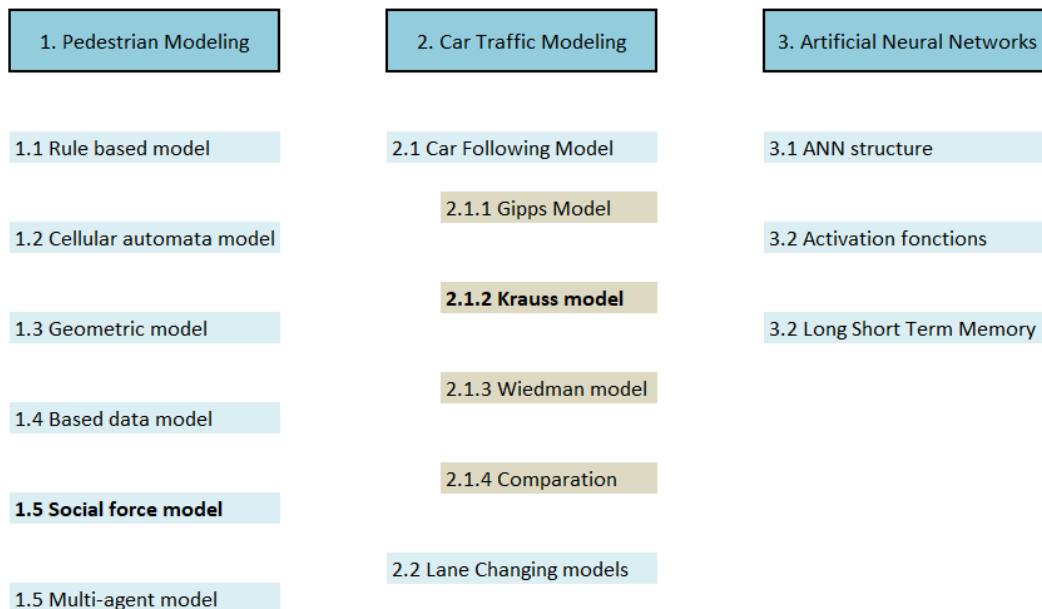 1. Pedestrian Modeling
1.1 Rule based model
1.2 Cellular automata model
1.3 Geometric model
1.4 Based data model
1.5 Social force model
1.5 Multi-agent model
2. Car Traffic Modeling
2.1 Car Following Model
2.1.1 Gipps Model
2.1.2 Krauss model
2.1.3 Wiedman model
2.1.4 Comparation
2.2 Lane Changing models
3. Artificial Neural Networks
3.1 ANN structure
3.2 Activation fonctions
3.2 Long Short Term Memory